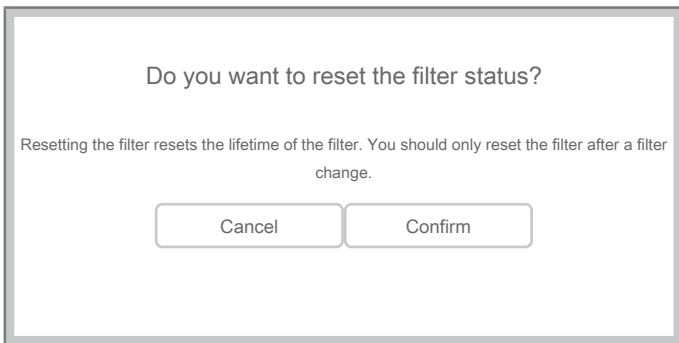 Do you want to reset the filter status?
Resetting the filter resets the lifetime of the filter. You should only reset the filter after a filter
change.
Cancel Confirm